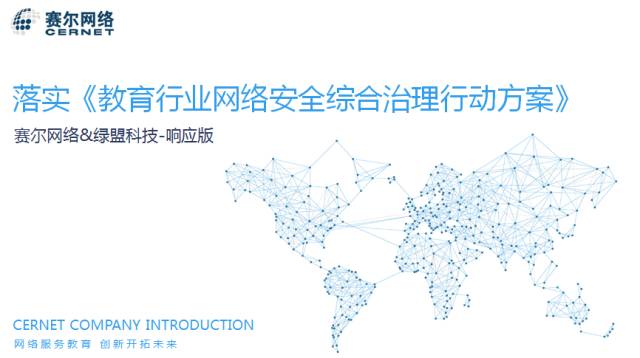 赛尔网络
CERNET
落实《教育行业网络安全综合治理行动方案》
赛尔网络&绿盟科技-响应版
CERNET COMPANY INTRODUCTION
网络服务教育 创新开拓未来